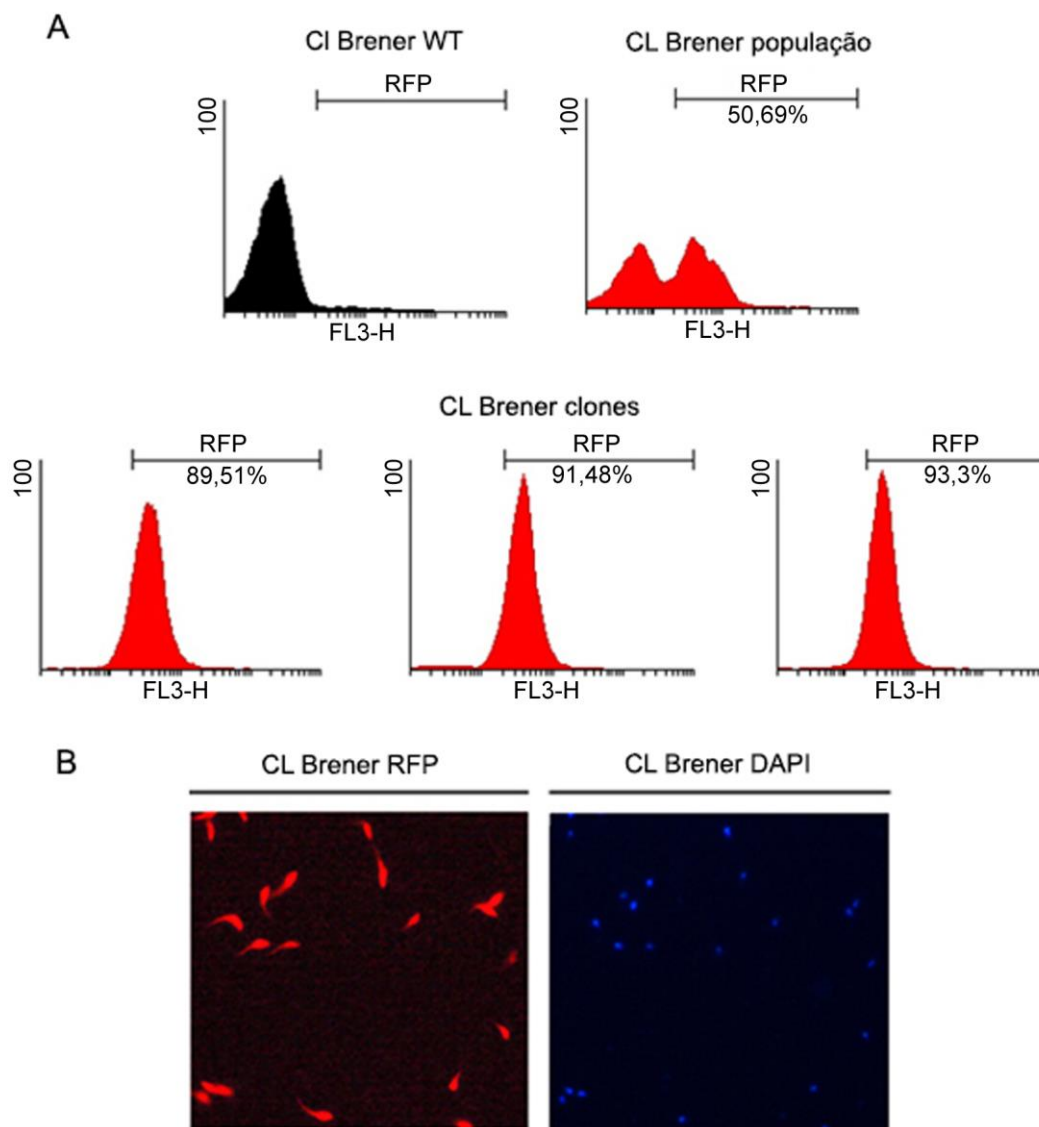 A
Cl Brener WT
CL Brener população
RFP
100
FL3-H
RFP
50,69%
100
FL3-H
CL Brener clones
RFP
89,51%
100
FL3-H
RFP
91,48%
100
FL3-H
RFP
93,3%
100
FL3-H
B
CL Brener RFP
CL Brener DAPI